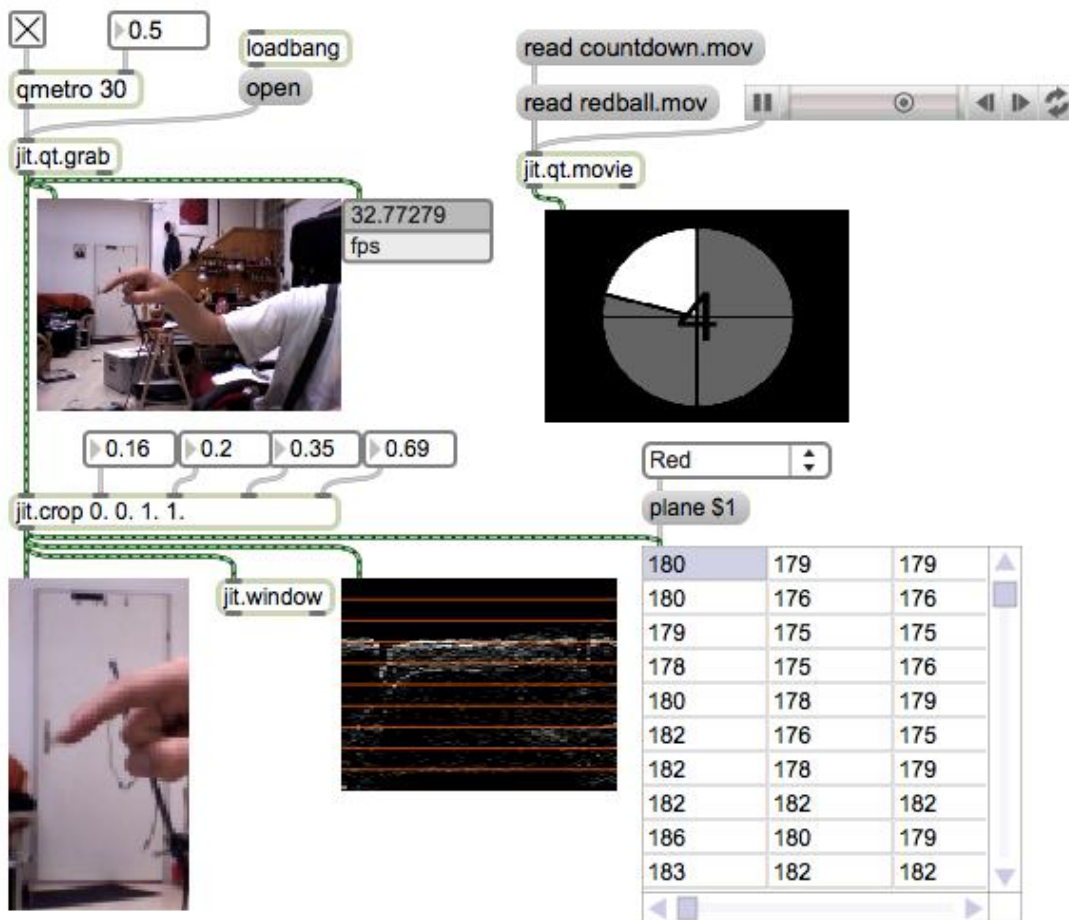 0.5
loadbang
qmetro 30
open
jit.qt.grab
32.77279
fps
read countdown.mov
read redball.mov
jit.qt.movie
4
0.16 0.2 0.35 0.69
jit.crop 0. 0. 1. 1.
jit.window
Red
plane $1
180 179 179
180 176 176
179 175 175
178 175 176
180 178 179
182 176 175
182 178 179
182 182 182
186 180 179
183 182 182